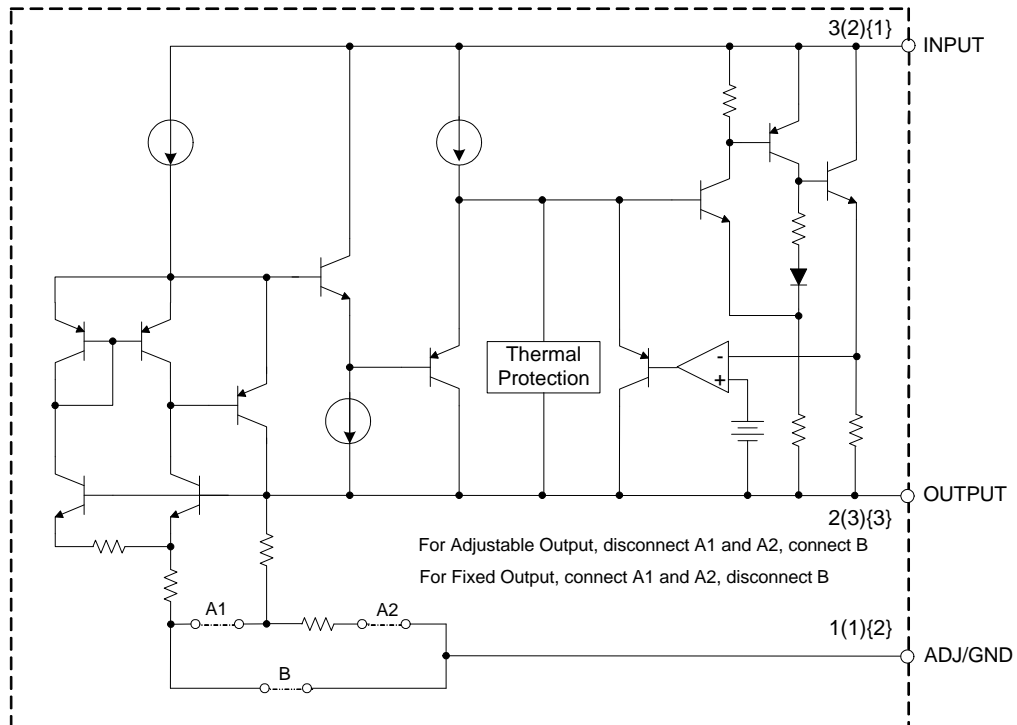 3(2){1}
INPUT
Thermal
Protection
-
+
OUTPUT
2(3){3}
For Adjustable Output, disconnect A1 and A2, connect B
For Fixed Output, connect A1 and A2, disconnect B
A1
A2
1(1){2}
ADJ/GND
B